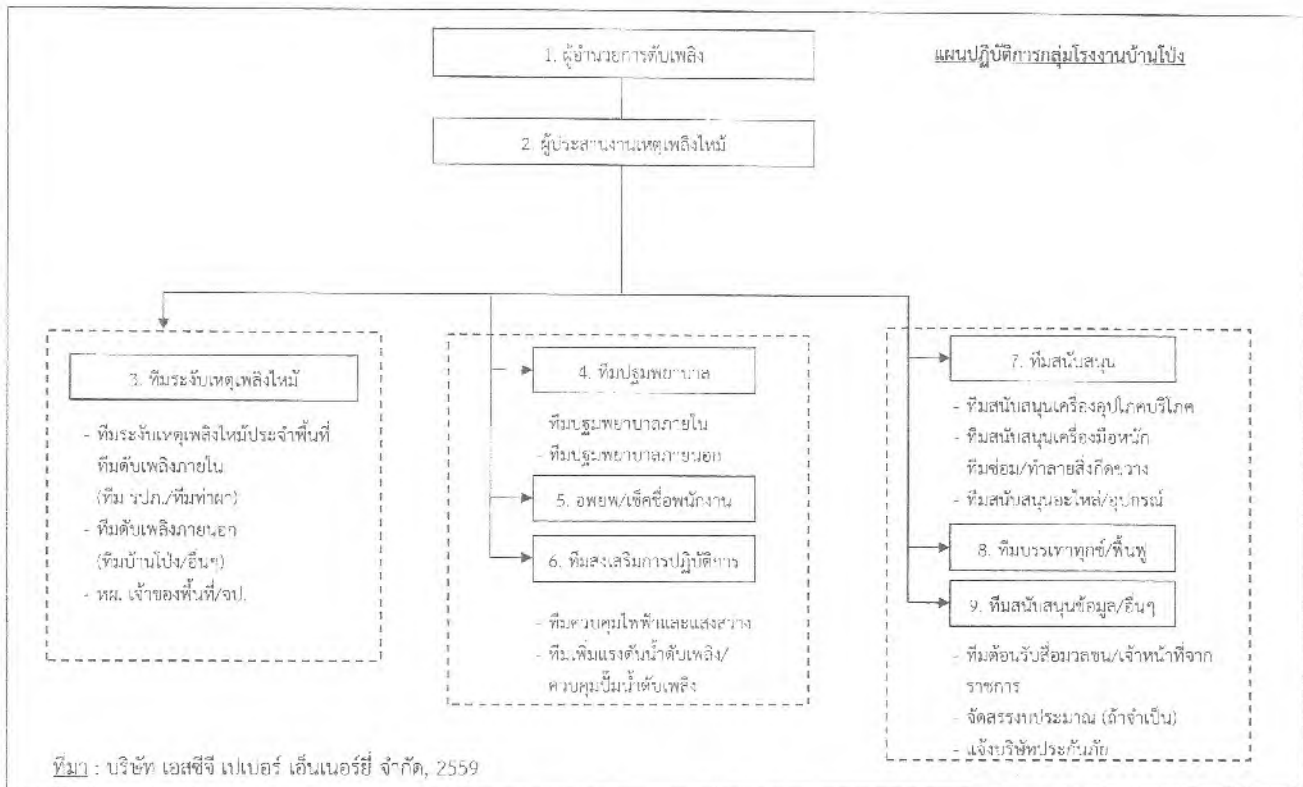 แผนปฏิบัติการกลุ่มโรงงานบ้านโป่ง
1. ผู้อำนวยการดับเพลิง
2. ผู้ประสานงานเหตุเพลิงไหม้
3. ทีมระงับเหตุเพลิงไหม้
- ทีมระงับเหตุเพลิงไหม้ประจำพื้นที่
ทีมดับเพลิงภายใน
(ทีม รปภ./ทีมท่าผา)
- ทีมดับเพลิงภายนอก
(ทีมบ้านโป่ง/อื่นๆ)
- หผ. เจ้าของพื้นที่/จป.
4. ทีมปฐมพยาบาล
ทีมปฐมพยาบาลภายใน
- ทีมปฐมพยาบาลภายนอก
5. อพยพ/เช็คชื่อพนักงาน
6. ทีมส่งเสริมการปฏิบัติการ
- ทีมควบคุมไฟฟ้าและแสงสว่าง
- ทีมเพิ่มแรงดันน้ำดับเพลิง/
ควบคุมปั๊มน้ำดับเพลิง
7. ทีมสนับสนุน
- ทีมสนับสนุนเครื่องอุปโภคบริโภค
- ทีมสนับสนุนเครื่องมือหนัก
ทีมซ่อม/ทำลายสิ่งกีดขวาง
- ทีมสนับสนุนอะไหล่/อุปกรณ์
8. ทีมบรรเทาทุกข์/ฟื้นฟู
9. ทีมสนับสนุนข้อมูล/อื่นๆ
- ทีมต้อนรับสื่อมวลชน/เจ้าหน้าที่จาก
ราชการ
- จัดสรรงบประมาณ (ถ้าจำเป็น)
- แจ้งบริษัทประกันภัย
ที่มา : บริษัท เอสซีจี เปเปอร์ เอ็นเนอร์ยี่ จำกัด, 2559